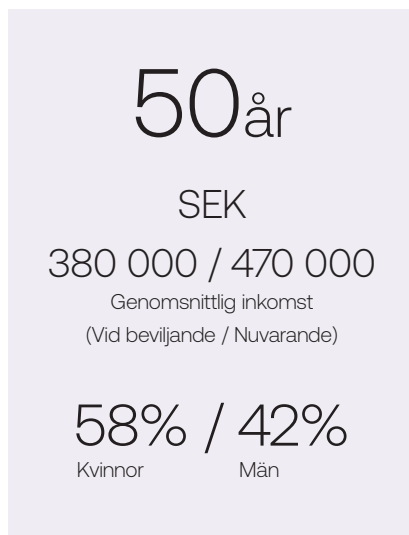 50år
SEK
380 000 / 470 000
Genomsnittlig inkomst
(Vid beviljande / Nuvarande)
58% / 42%
Kvinnor Män